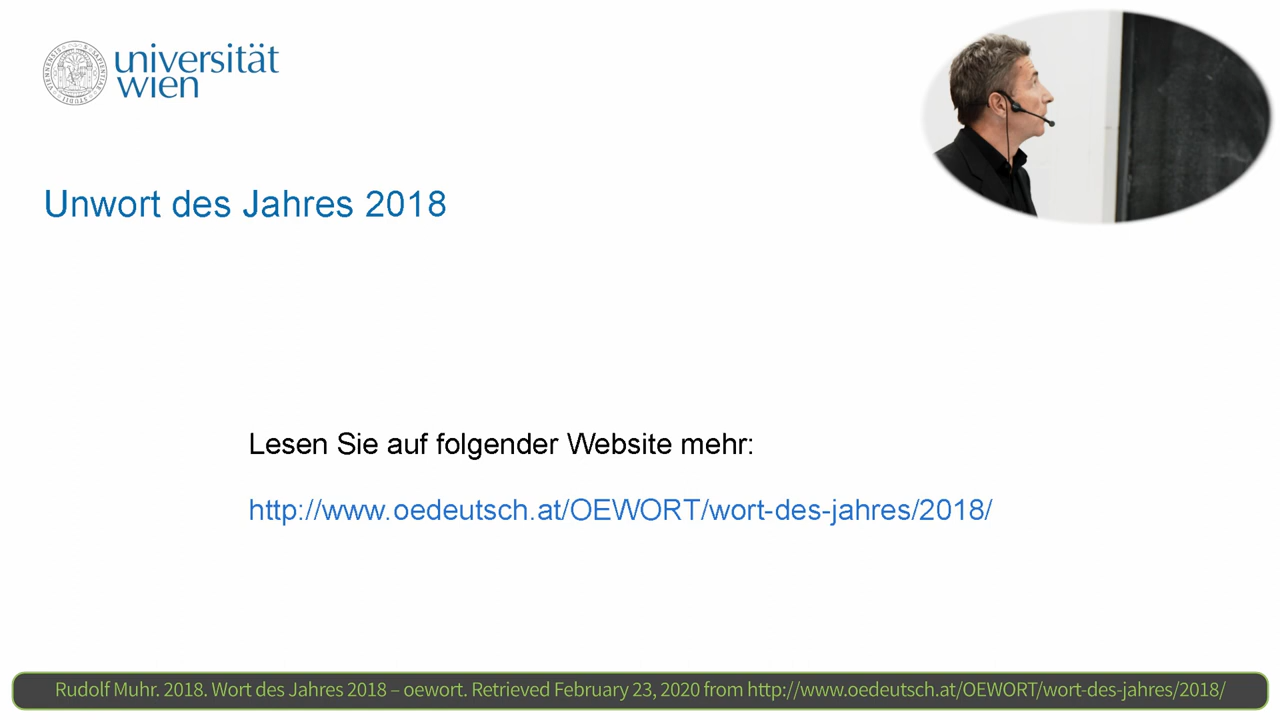 universität
wien
Unwort des Jahres 2018
Lesen Sie auf folgender Website mehr:
http://www.oedeutsch.at/OEWORT/wort-des-jahres/2018/
Rudolf Muhr. 2018. Wort des Jahres 2018 – oewort. Retrieved February 23, 2020 from http://www.oedeutsch.at/OEWORT/wort-des-jahres/2018/